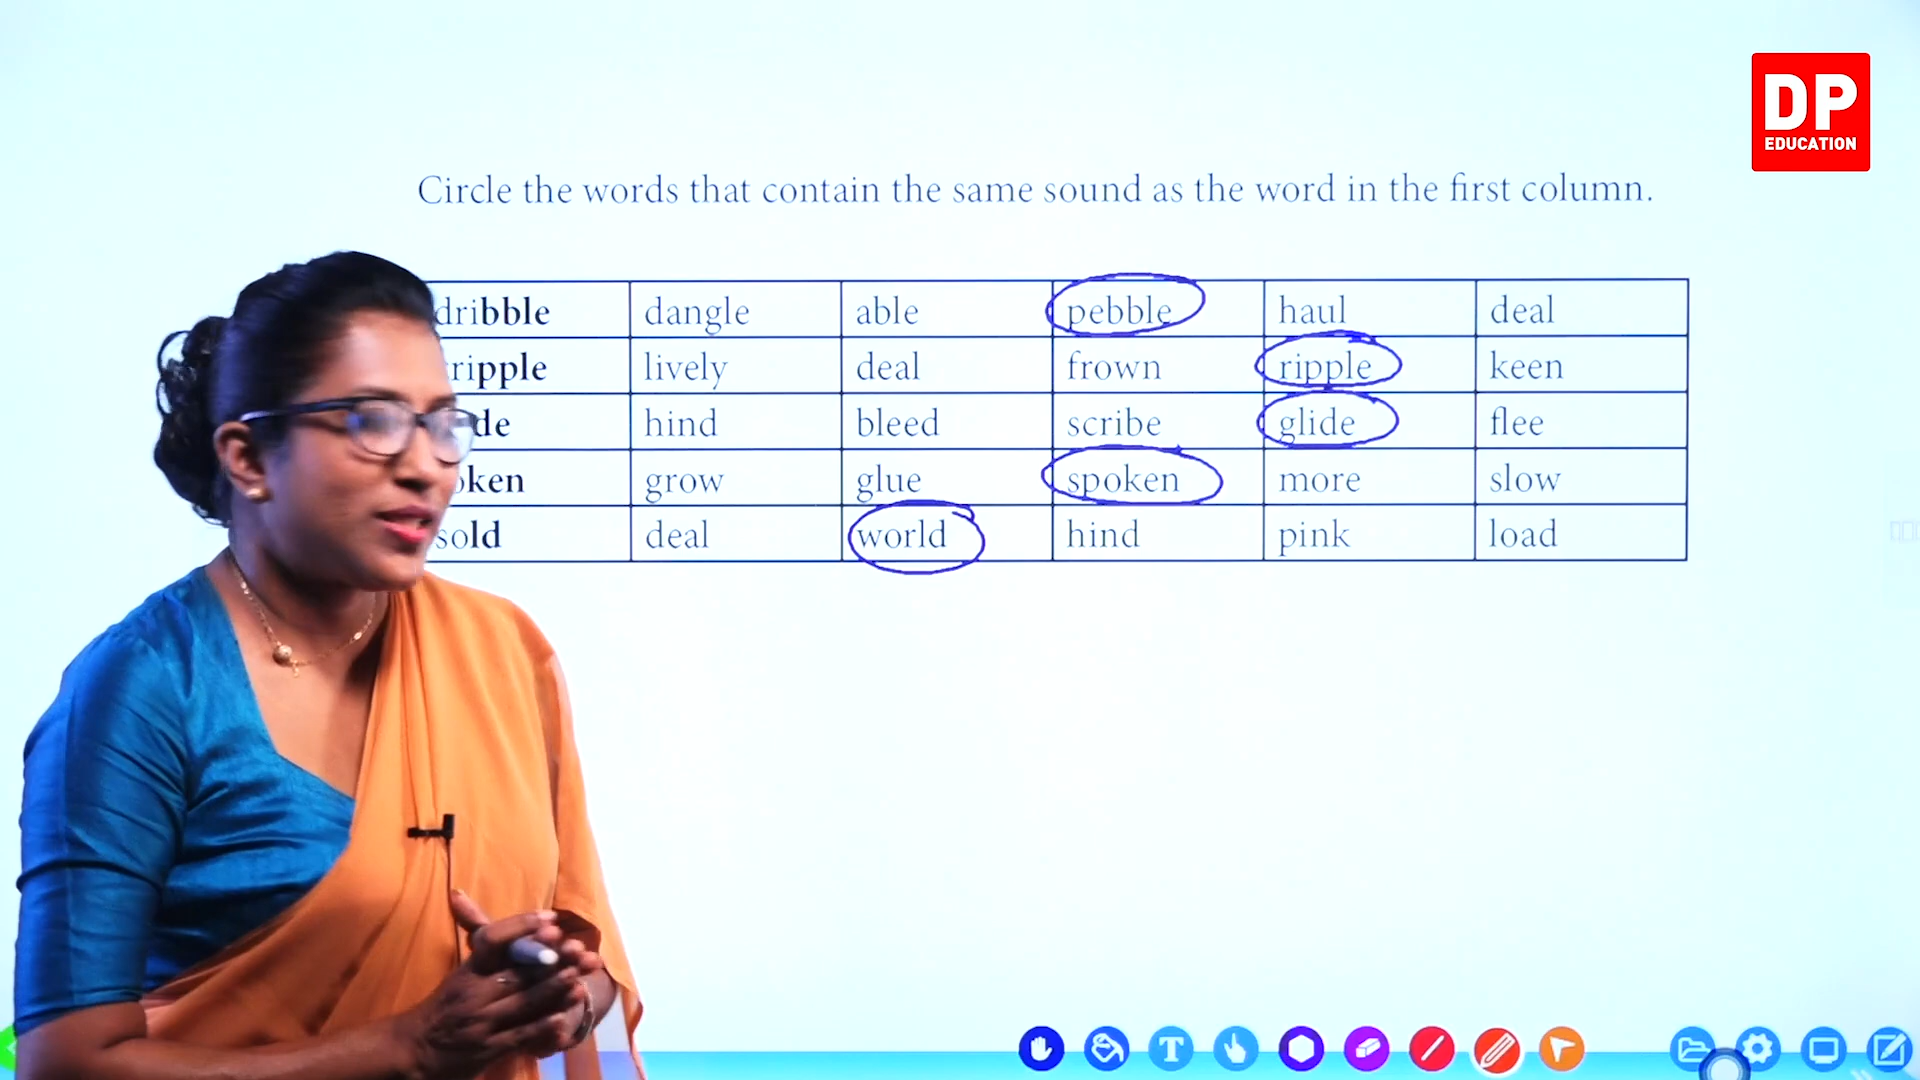 DP
EDUCATION
Circle the words that contain the same sound as the word in the first column.
dribble dangle able pebble haul deal
ripple lively deal frown ripple keen
de hind bleed scribe glide flee
oken grow glue spoken more slow
sold deal world hind pink load
T